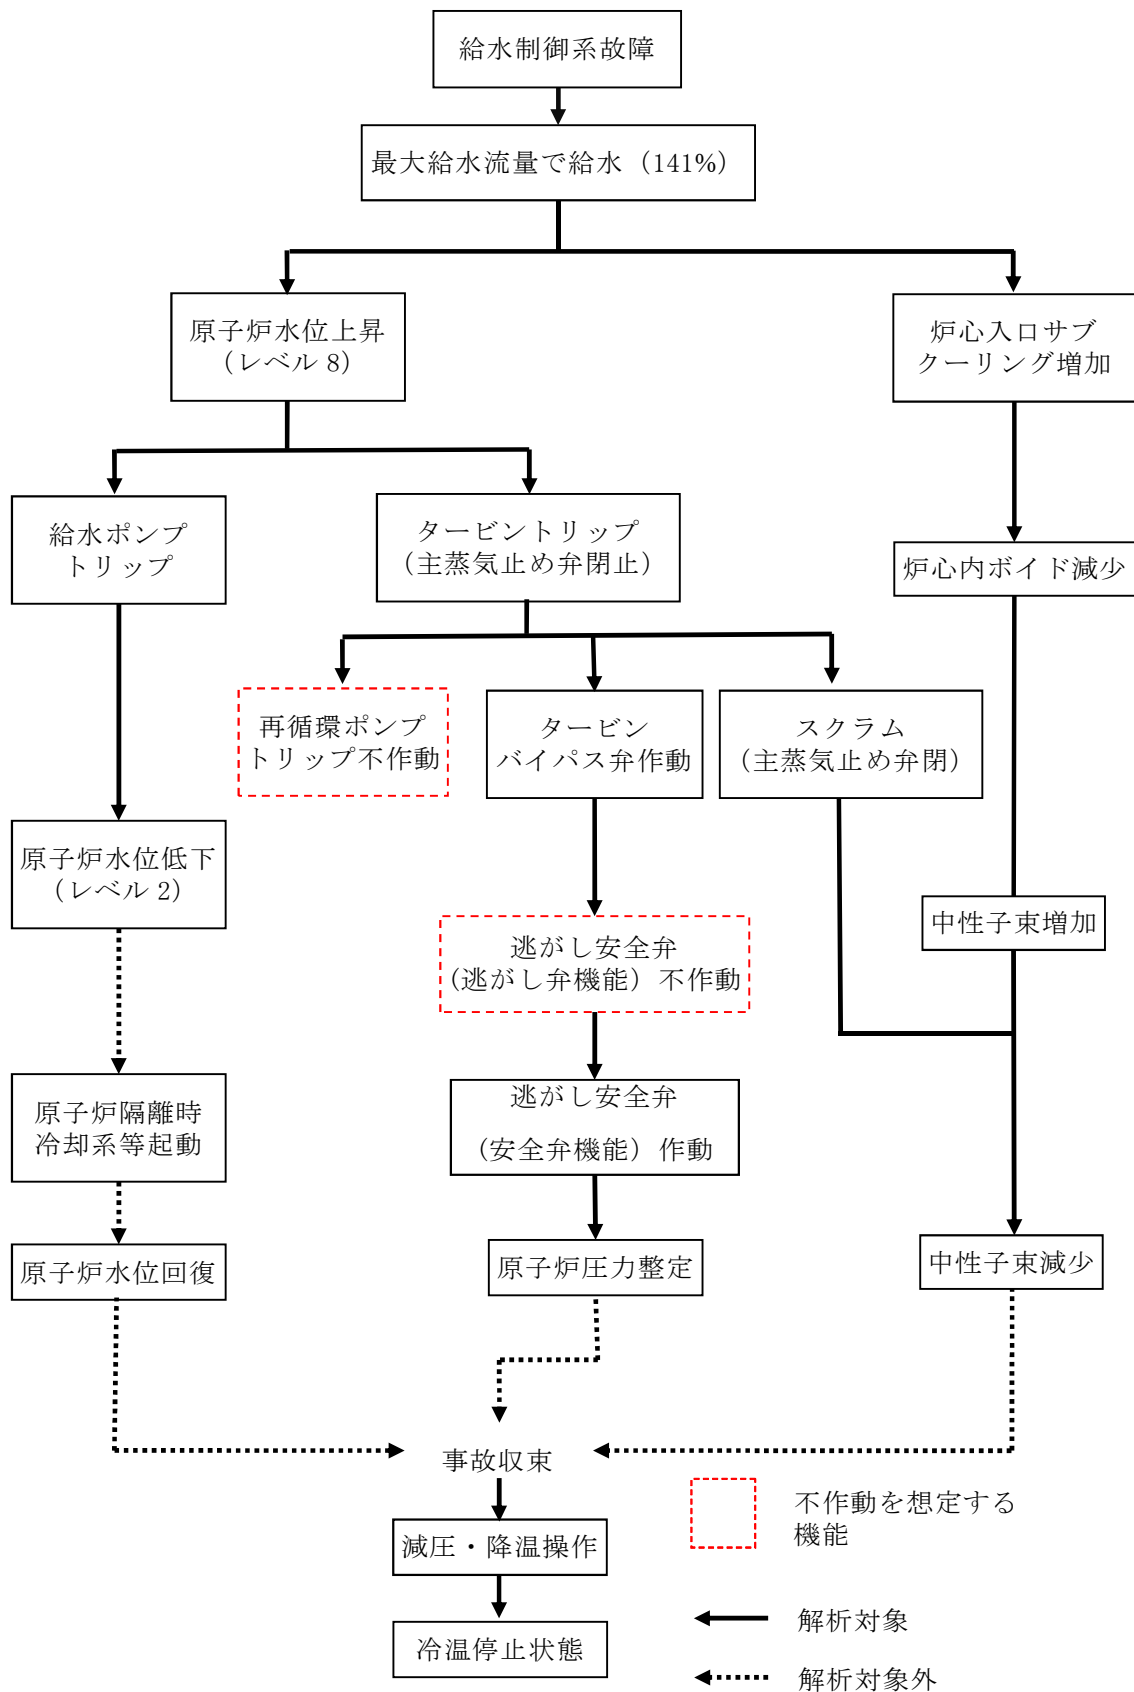 給水制御系故障
最大給水流量で給水（141%）
原子炉水位上昇
（レベル 8）
炉心入口サブ
クーリング増加
給水ポンプ
トリップ
タービントリップ
（主蒸気止め弁閉止）
炉心内ボイド減少
再循環ポンプ
トリップ不作動
タービン
バイパス弁作動
スクラム
（主蒸気止め弁閉）
原子炉水位低下
（レベル 2）
中性子束増加
逃がし安全弁
（逃がし弁機能）不作動
原子炉隔離時
冷却系等起動
逃がし安全弁
（安全弁機能）作動
原子炉水位回復
原子炉圧力整定
中性子束減少
事故収束
減圧・降温操作
冷温停止状態
不作動を想定する
機能
解析対象
解析対象外